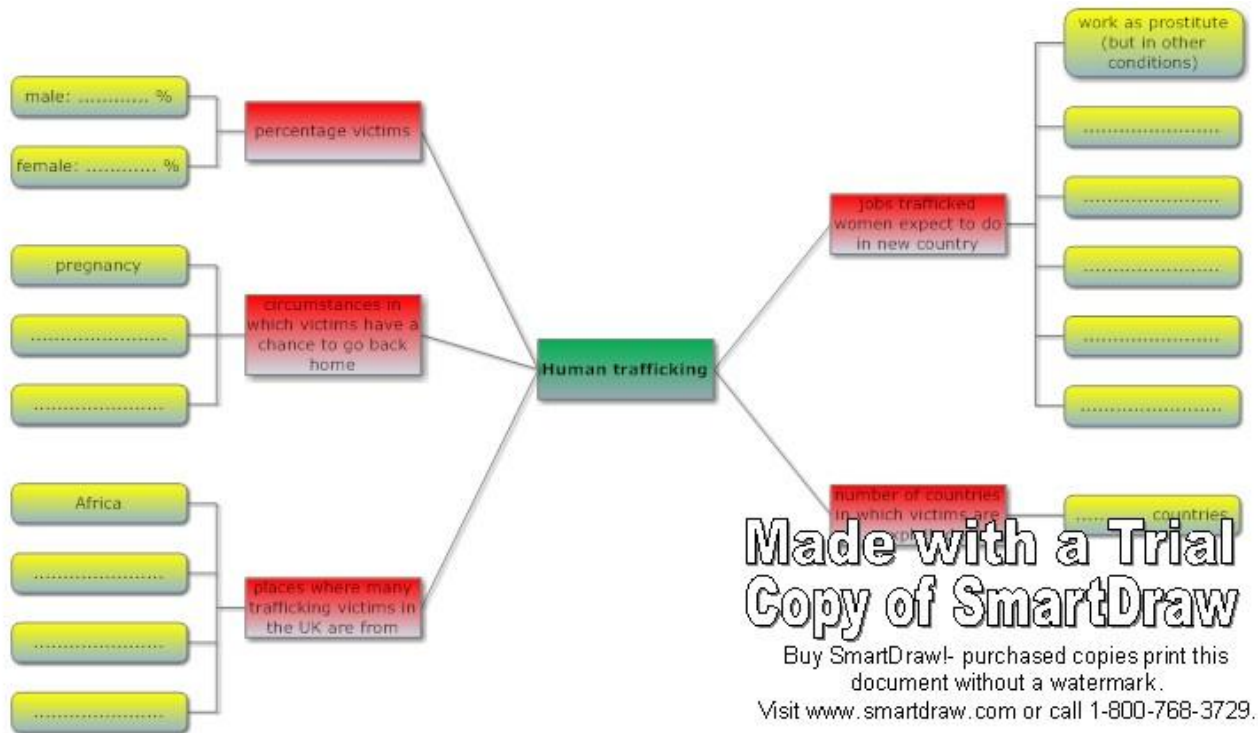 male: ............ %
female: ............ %
percentage victims
pregnancy
.......................
......................
circumstances in
which victims have a
chance to go back
home
Africa
......................
......................
......................
places where many
trafficking victims in
the UK are from
Human trafficking
work as prostitute
(but in other
conditions)
.......................
.......................
.......................
.......................
........................
jobs trafficked
women expect to do
in new country
number of countries
in which victims are
............. countries
Made with a Trial
Copy of SmartDraw
Buy SmartDraw!- purchased copies print this
document without a watermark.
Visit www.smartdraw.com or call 1-800-768-3729.